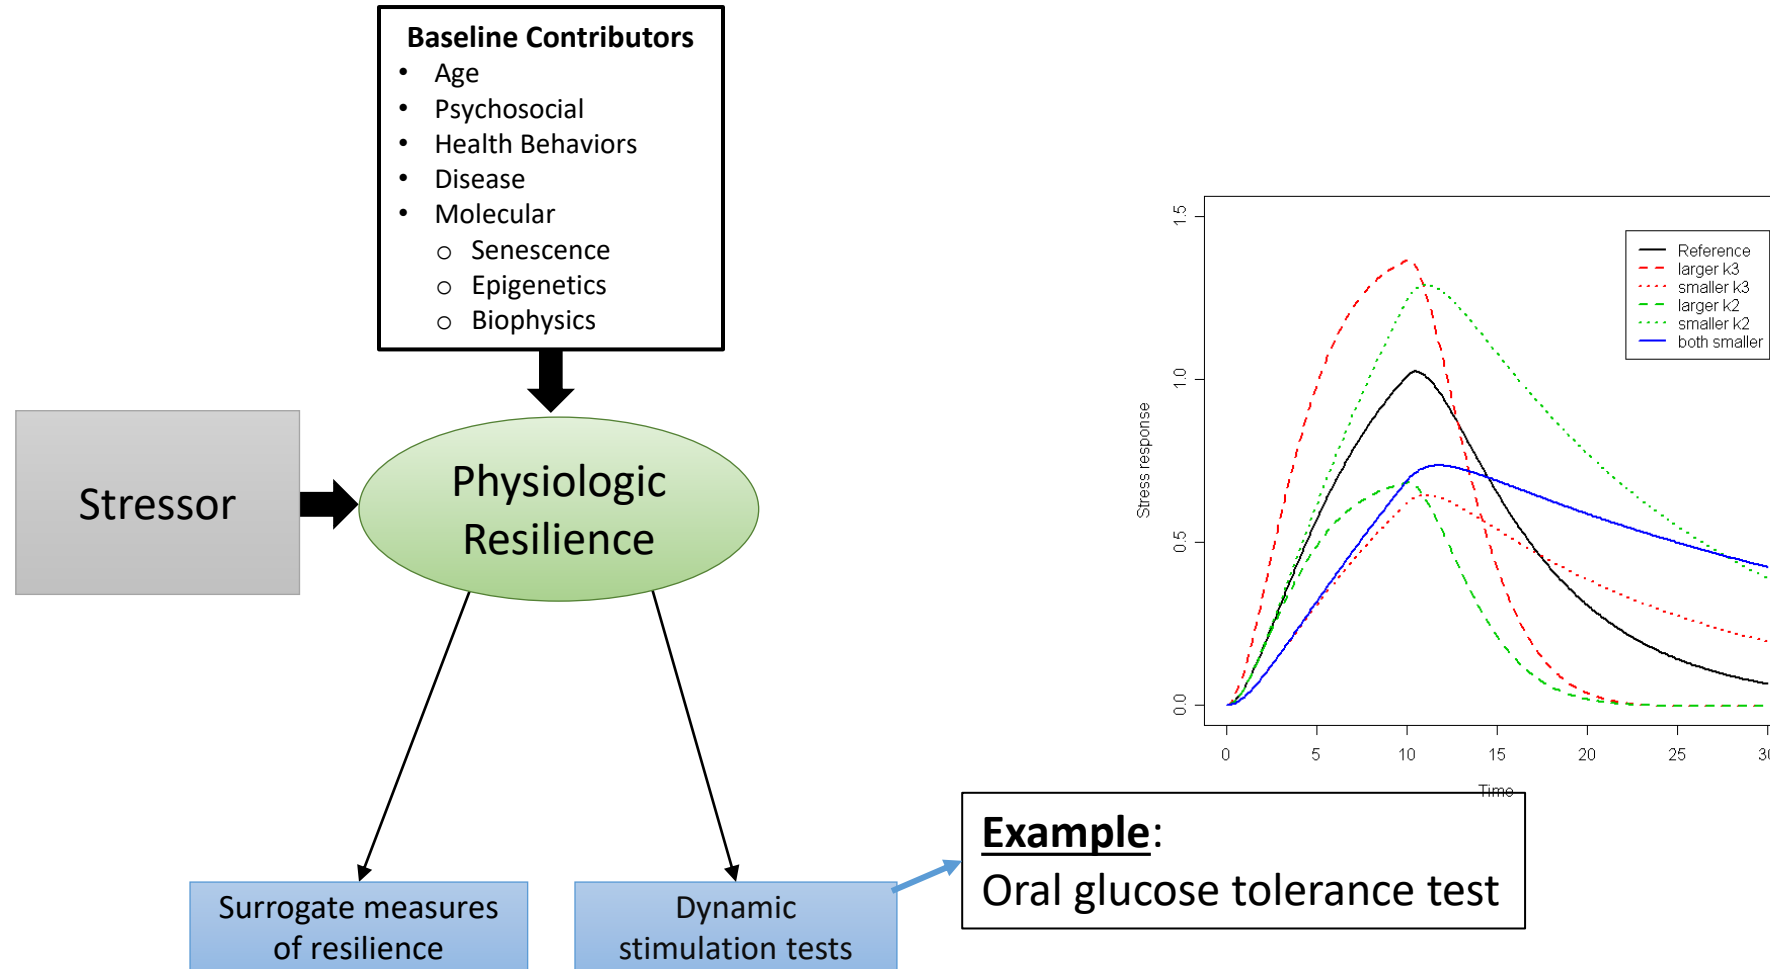 Baseline Contributors
• Age
• Psychosocial
• Health Behaviors
• Disease
• Molecular
o Senescence
o Epigenetics
o Biophysics
Stressor
Physiologic
Resilience
Surrogate measures
of resilience
Dynamic
stimulation tests
Stress response
1.5
1.0
0.5
0.0
Reference
larger k3
smaller k3
larger k2
smaller k2
both smaller
0 5 10 15 20 25
Time
Example:
Oral glucose tolerance test